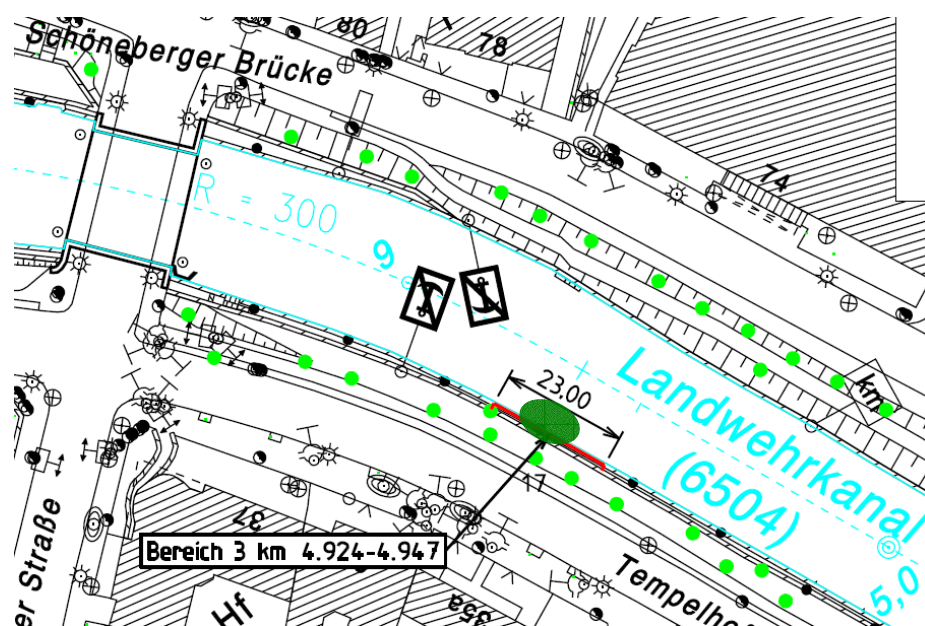 80
78
Schöneberger Brücke
74
R = 300
9
km
23.00
Landwehrkanal
(6504)
17
37
Bereich 3 km 4.924-4.947
er Straße
Hf
35a
Tempelho
5,0